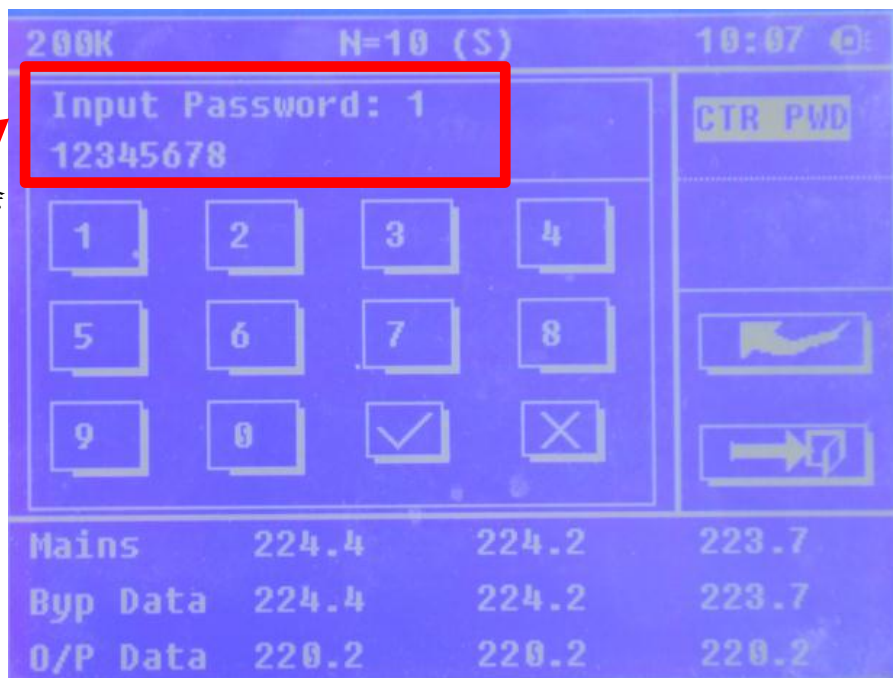 200K N=10 (S) 10:07
Input Password: 1
12345678
CTR PWD
1 2 3 4
5 6 7 8
9 0
Mains 224.4 224.2 223.7
Byp Data 224.4 224.2 223.7
O/P Data 220.2 220.2 220.2